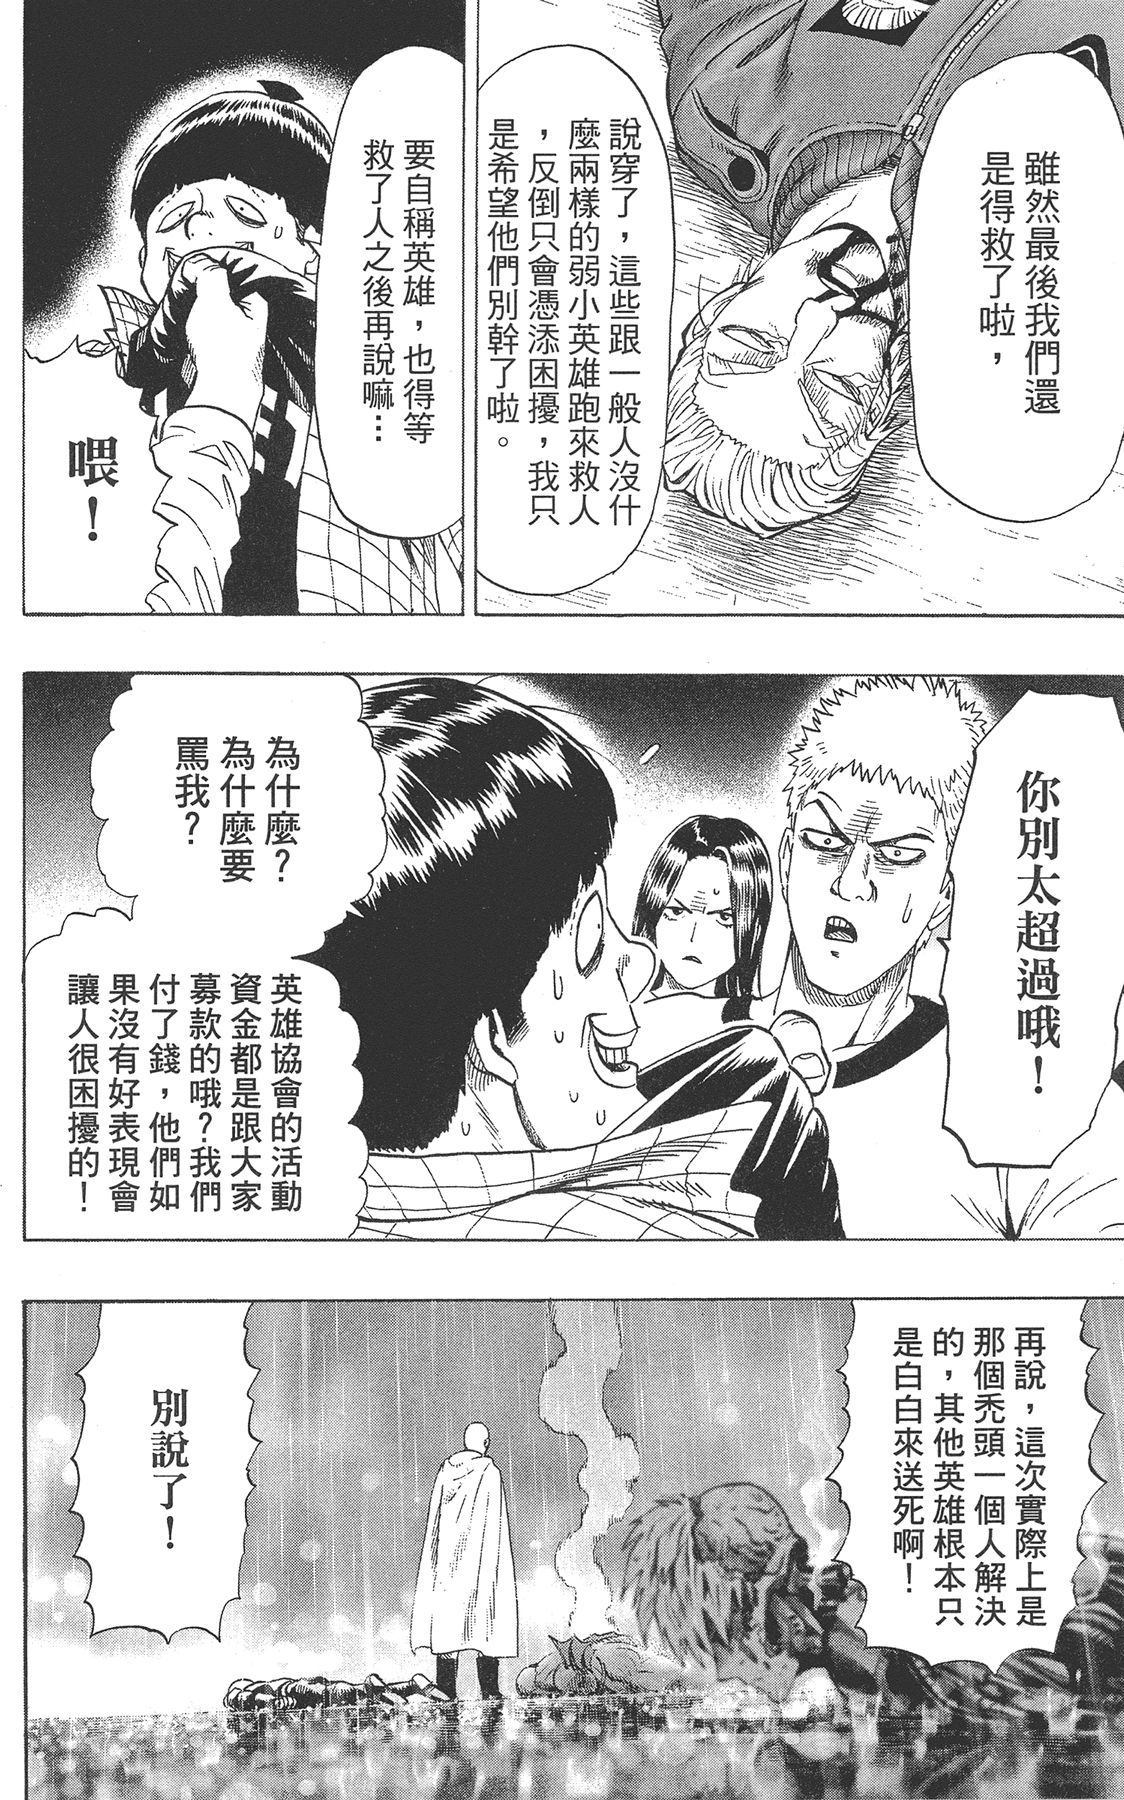 雖然最後我們還
是得救了啦，
說穿了，這些跟一般人沒什
麼兩樣的弱小英雄跑來救人
，反倒只會憑添困擾，我只
是希望他們別幹了啦。
要自稱英雄，也得等
救了人之後再說嘛…
喂！
你別太超過哦！
為什麼？
為什麼要
罵我？
英雄協會的活動
資金都是跟大家
募款的哦？我們
付了錢，他們如
果沒有好表現會
讓人很困擾的！
再說，這次實際上是
那個禿頭一個人解決
的，其他英雄根本只
是白白來送死啊！
別說了！